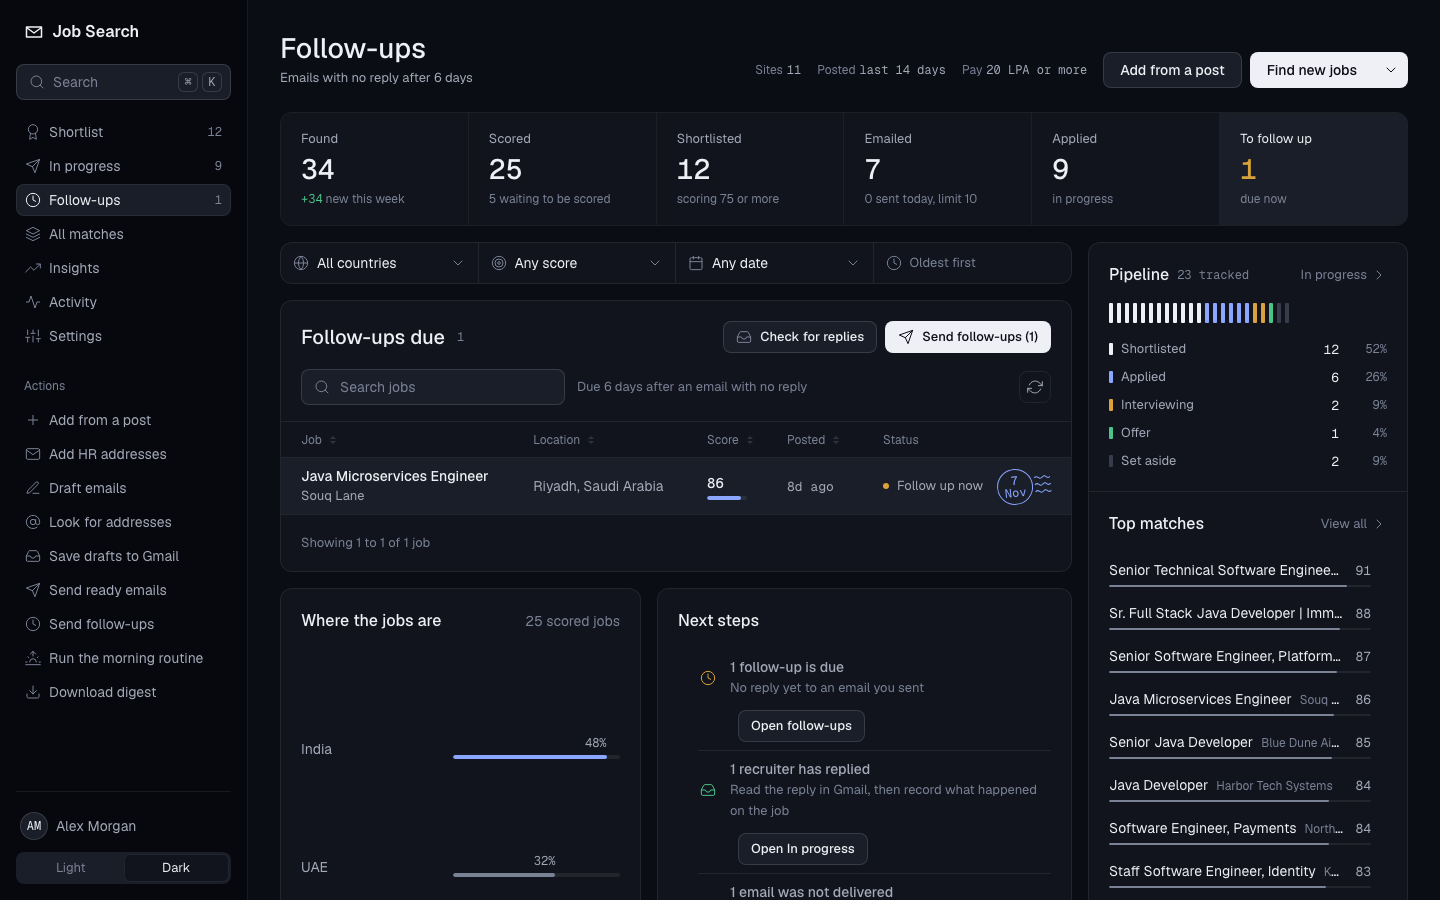 Job Search
Search ⌘ K
Shortlist 12
In progress 9
Follow-ups 1
All matches
Insights
Activity
Settings
Actions
Add from a post
Add HR addresses
Draft emails
Look for addresses
Save drafts to Gmail
Send ready emails
Send follow-ups
Run the morning routine
Download digest
AM Alex Morgan
Light Dark
Follow-ups
Emails with no reply after 6 days
Sites 11 Posted last 14 days Pay 20 LPA or more
Add from a post
Find new jobs
Found
34
+34 new this week
Scored
25
5 waiting to be scored
Shortlisted
12
scoring 75 or more
Emailed
7
0 sent today, limit 10
Applied
9
in progress
To follow up
1
due now
All countries Any score Any date Oldest first
Follow-ups due 1
Check for replies Send follow-ups (1)
Search jobs Due 6 days after an email with no reply
Job Location Score Posted Status
Java Microservices Engineer
Souq Lane
Riyadh, Saudi Arabia 86 8d ago Follow up now
7
Nov
Showing 1 to 1 of 1 job
Where the jobs are 25 scored jobs
India 48%
UAE 32%
Next steps
1 follow-up is due
No reply yet to an email you sent
Open follow-ups
1 recruiter has replied
Read the reply in Gmail, then record what happened
on the job
Open In progress
1 email was not delivered
Pipeline 23 tracked In progress
Shortlisted 12 52%
Applied 6 26%
Interviewing 2 9%
Offer 1 4%
Set aside 2 9%
Top matches View all
Senior Technical Software Enginee... 91
Sr. Full Stack Java Developer | Imm... 88
Senior Software Engineer, Platform... 87
Java Microservices Engineer Souq ... 86
Senior Java Developer Blue Dune Ai... 85
Java Developer Harbor Tech Systems 84
Software Engineer, Payments North... 84
Staff Software Engineer, Identity K... 83